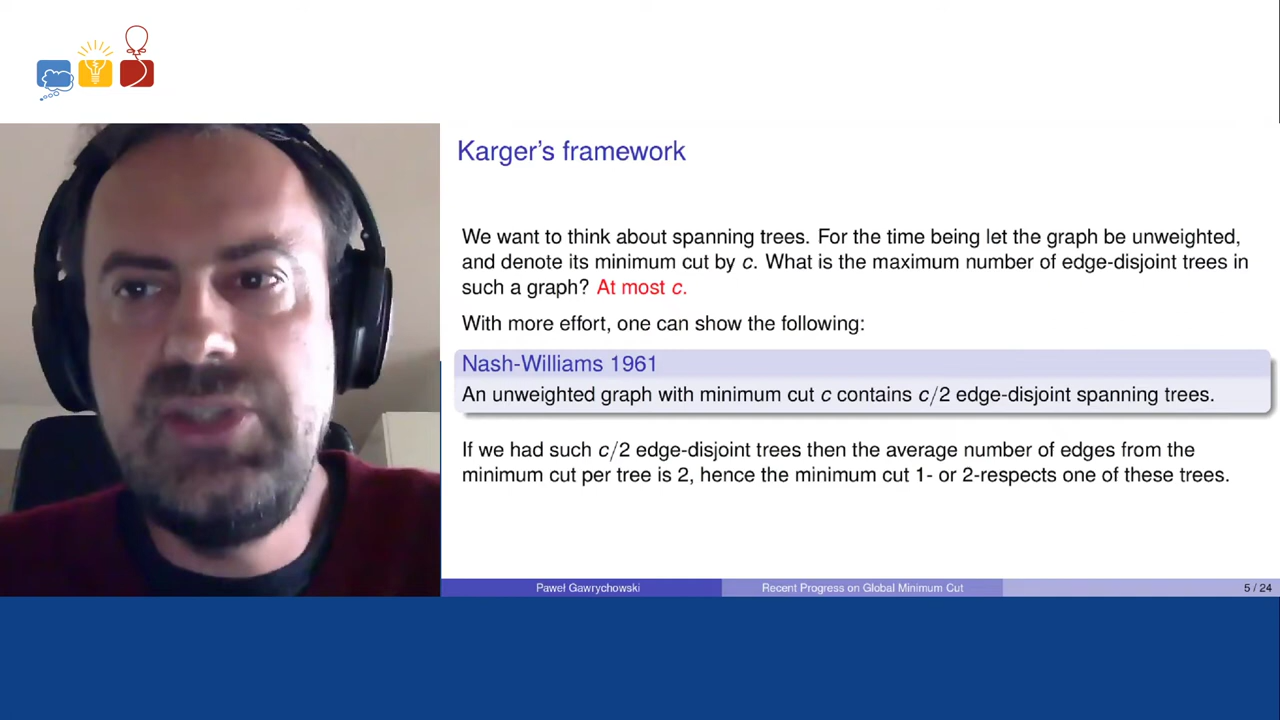 Karger's framework
We want to think about spanning trees. For the time being let the graph be unweighted,
and denote its minimum cut by c. What is the maximum number of edge-disjoint trees in
such a graph? At most c.
With more effort, one can show the following:
Nash-Williams 1961
An unweighted graph with minimum cut c contains c/2 edge-disjoint spanning trees.
If we had such c/2 edge-disjoint trees then the average number of edges from the
minimum cut per tree is 2, hence the minimum cut 1- or 2-respects one of these trees.
Paweł Gawrychowski
Recent Progress on Global Minimum Cut
5 / 24